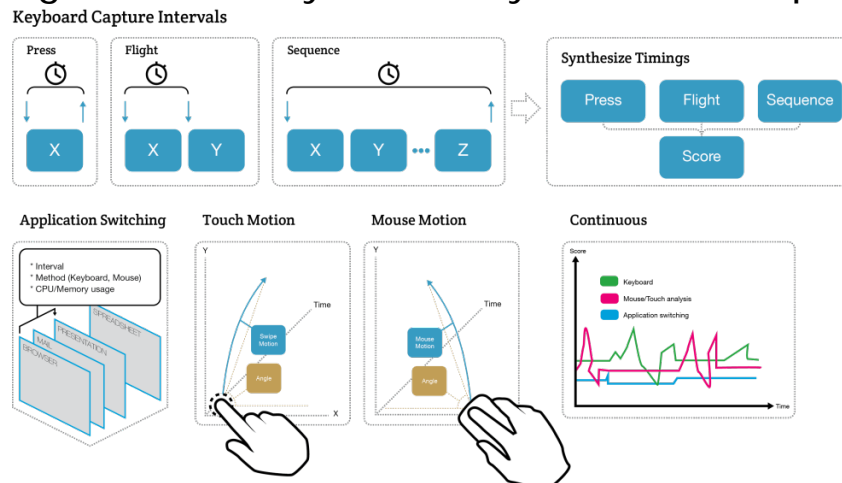 Keyboard Capture Intervals
Press
Flight
Sequence
X
X
Y
X
Y
Z
Synthesize Timings
Press
Flight
Sequence
Score
Application Switching
* Interval
* Method (Keyboard, Mouse)
* CPU/Memory usage
SPREADSHEET
PRESENTATION
MAIL
BROWSER
Touch Motion
Y
Time
Swipe
Motion
Angle
X
Mouse Motion
Y
Time
Mouse
Motion
Angle
Continuous
Score
Keyboard
Mouse/Touch analysis
Application switching
Time